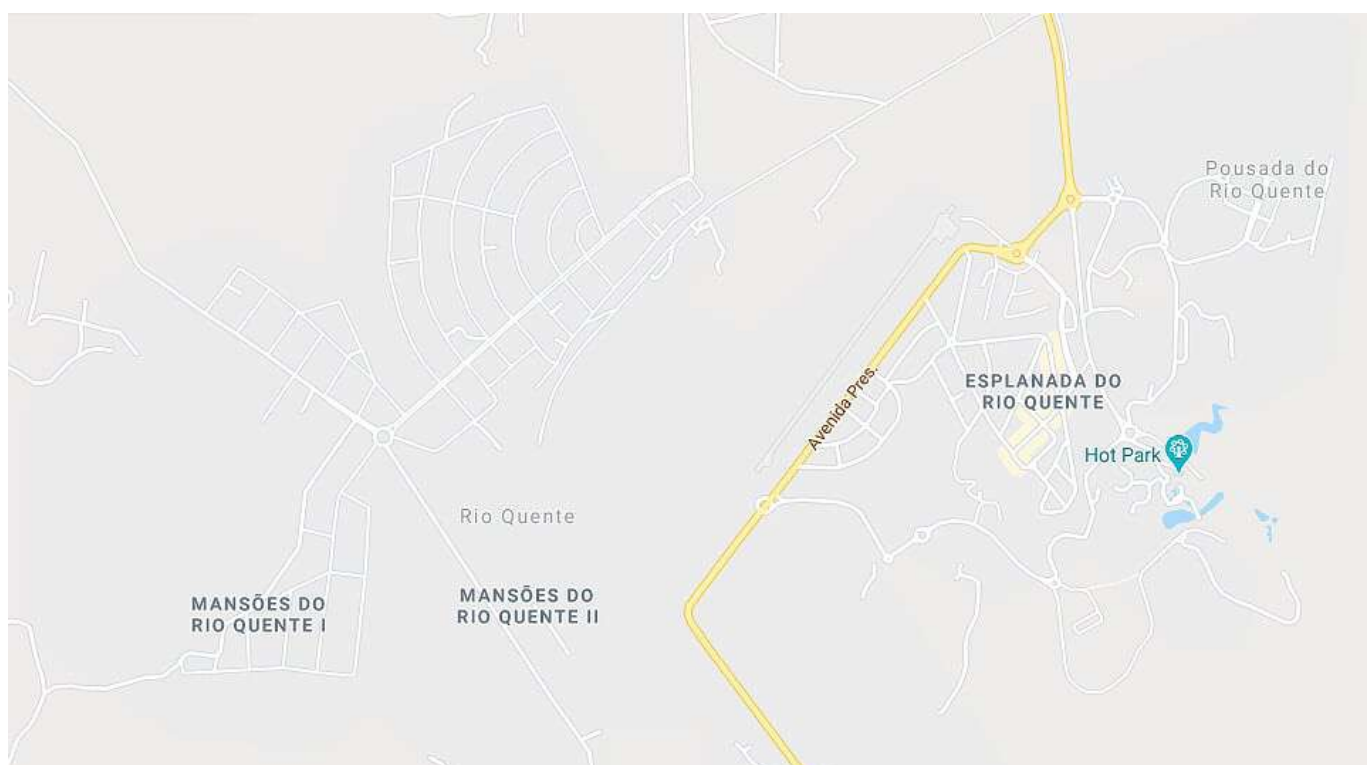 Pousada do
Rio Quente
Avenida Pres.
ESPLANADA DO
RIO QUENTE
Hot Park
Rio Quente
MANSÕES DO
RIO QUENTE I
MANSÕES DO
RIO QUENTE II